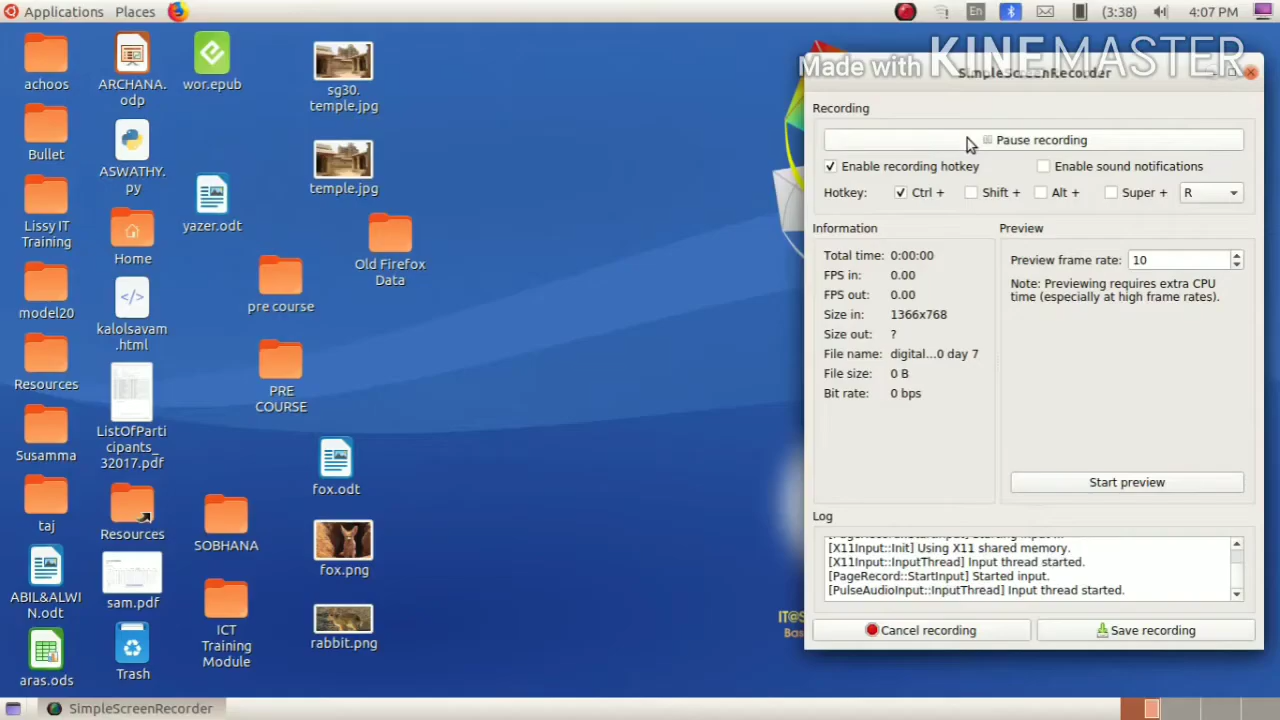 Applications Places
En
(3:38)
4:07 PM
Made with KINEMASTER
achoos
Bullet
Lissy IT
Training
model20
Resources
Susamma
taj
ABIL&ALWI
N.odt
aras.ods
ARCHANA.
odp
ASWATHY.
py
Home
kalolsavam
.html
ListOfParti
cipants_
32017.pdf
Resources
sam.pdf
Trash
wor.epub
yazer.odt
SOBHANA
ICT
Training
Module
pre course
PRE
COURSE
sg30.
temple.jpg
temple.jpg
Old Firefox
Data
fox.odt
fox.png
rabbit.png
SimpleScreenRecorder
Recording
Pause recording
Enable recording hotkey
Enable sound notifications
Hotkey: Ctrl + Shift + Alt + Super + R
Information
Total time: 0:00:00
FPS in: 0.00
FPS out: 0.00
Size in: 1366x768
Size out: ?
File name: digital...0 day 7
File size: 0 B
Bit rate: 0 bps
Preview
Preview frame rate: 10
Note: Previewing requires extra CPU
time (especially at high frame rates).
Start preview
Log
[X11Input::Init] Using X11 shared memory.
[X11Input::InputThread] Input thread started.
[PageRecord::StartInput] Started input.
[PulseAudioInput::InputThread] Input thread started.
Cancel recording
Save recording
SimpleScreenRecorder